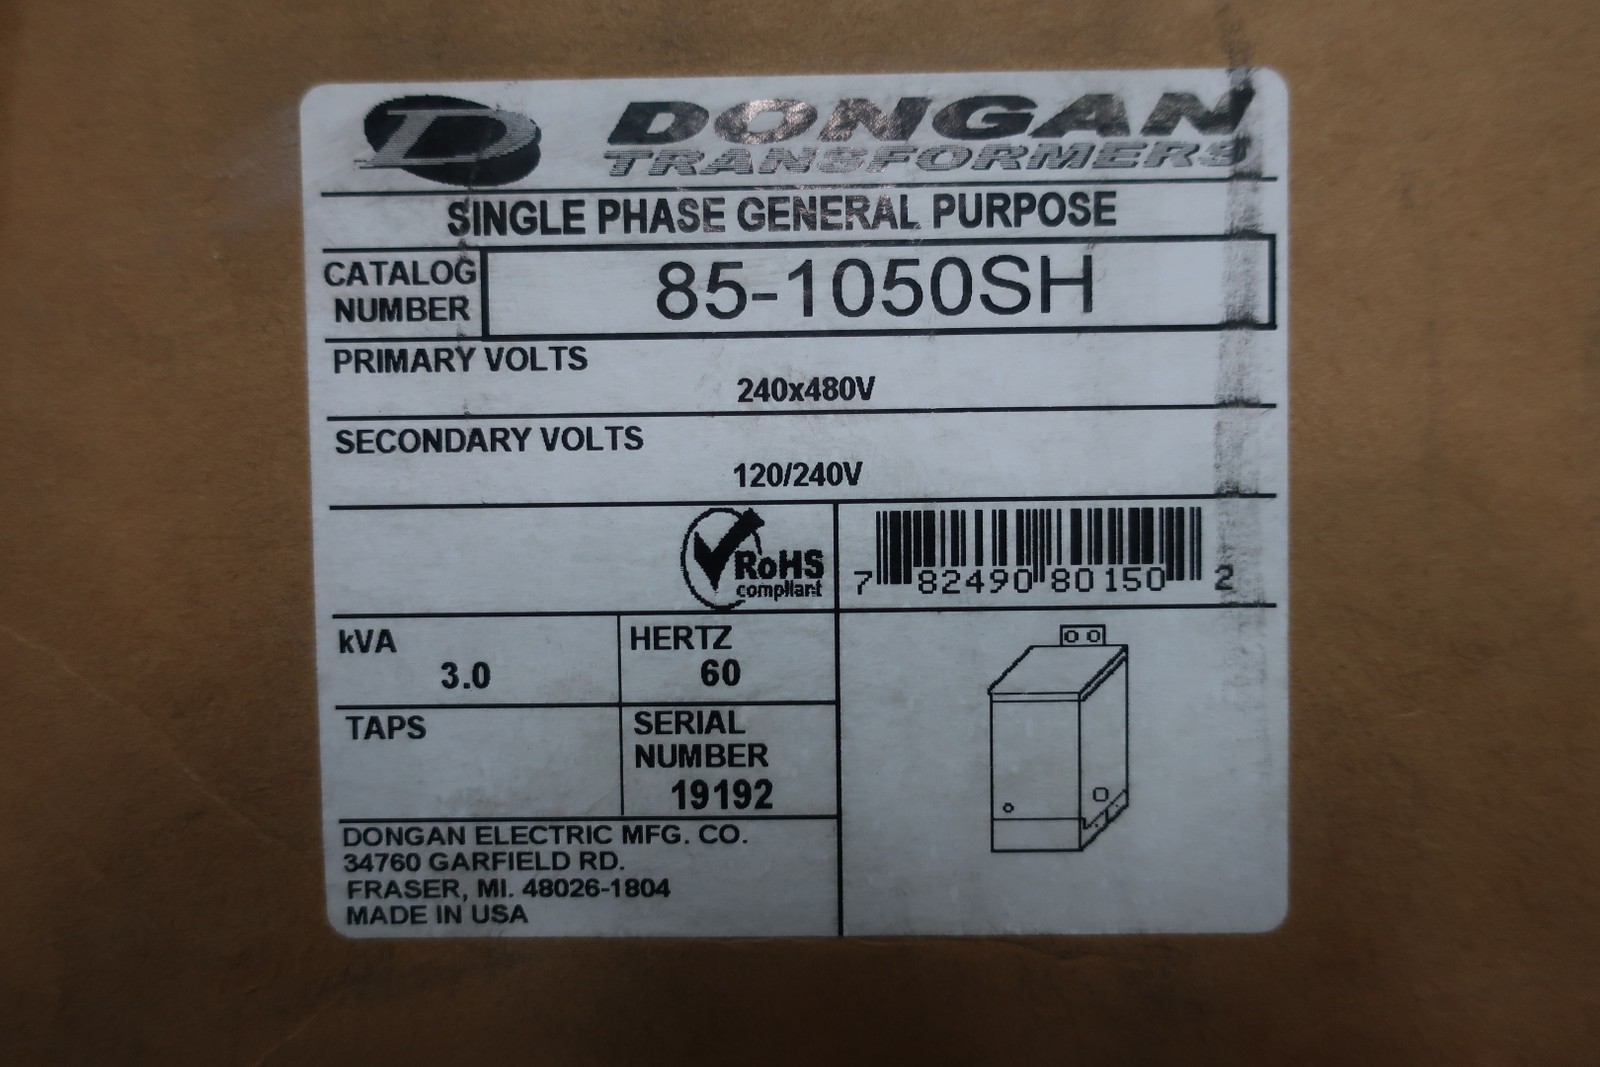 D
DONGAN
TRANSFORMERS
SINGLE PHASE GENERAL PURPOSE
CATALOG
NUMBER
85-1050SH
PRIMARY VOLTS
240x480V
SECONDARY VOLTS
120/240V
RoHS
compliant
7 82490 80150 2
kVA
3.0
HERTZ
60
TAPS
SERIAL
NUMBER
19192
DONGAN ELECTRIC MFG. CO.
34760 GARFIELD RD.
FRASER, MI. 48026-1804
MADE IN USA